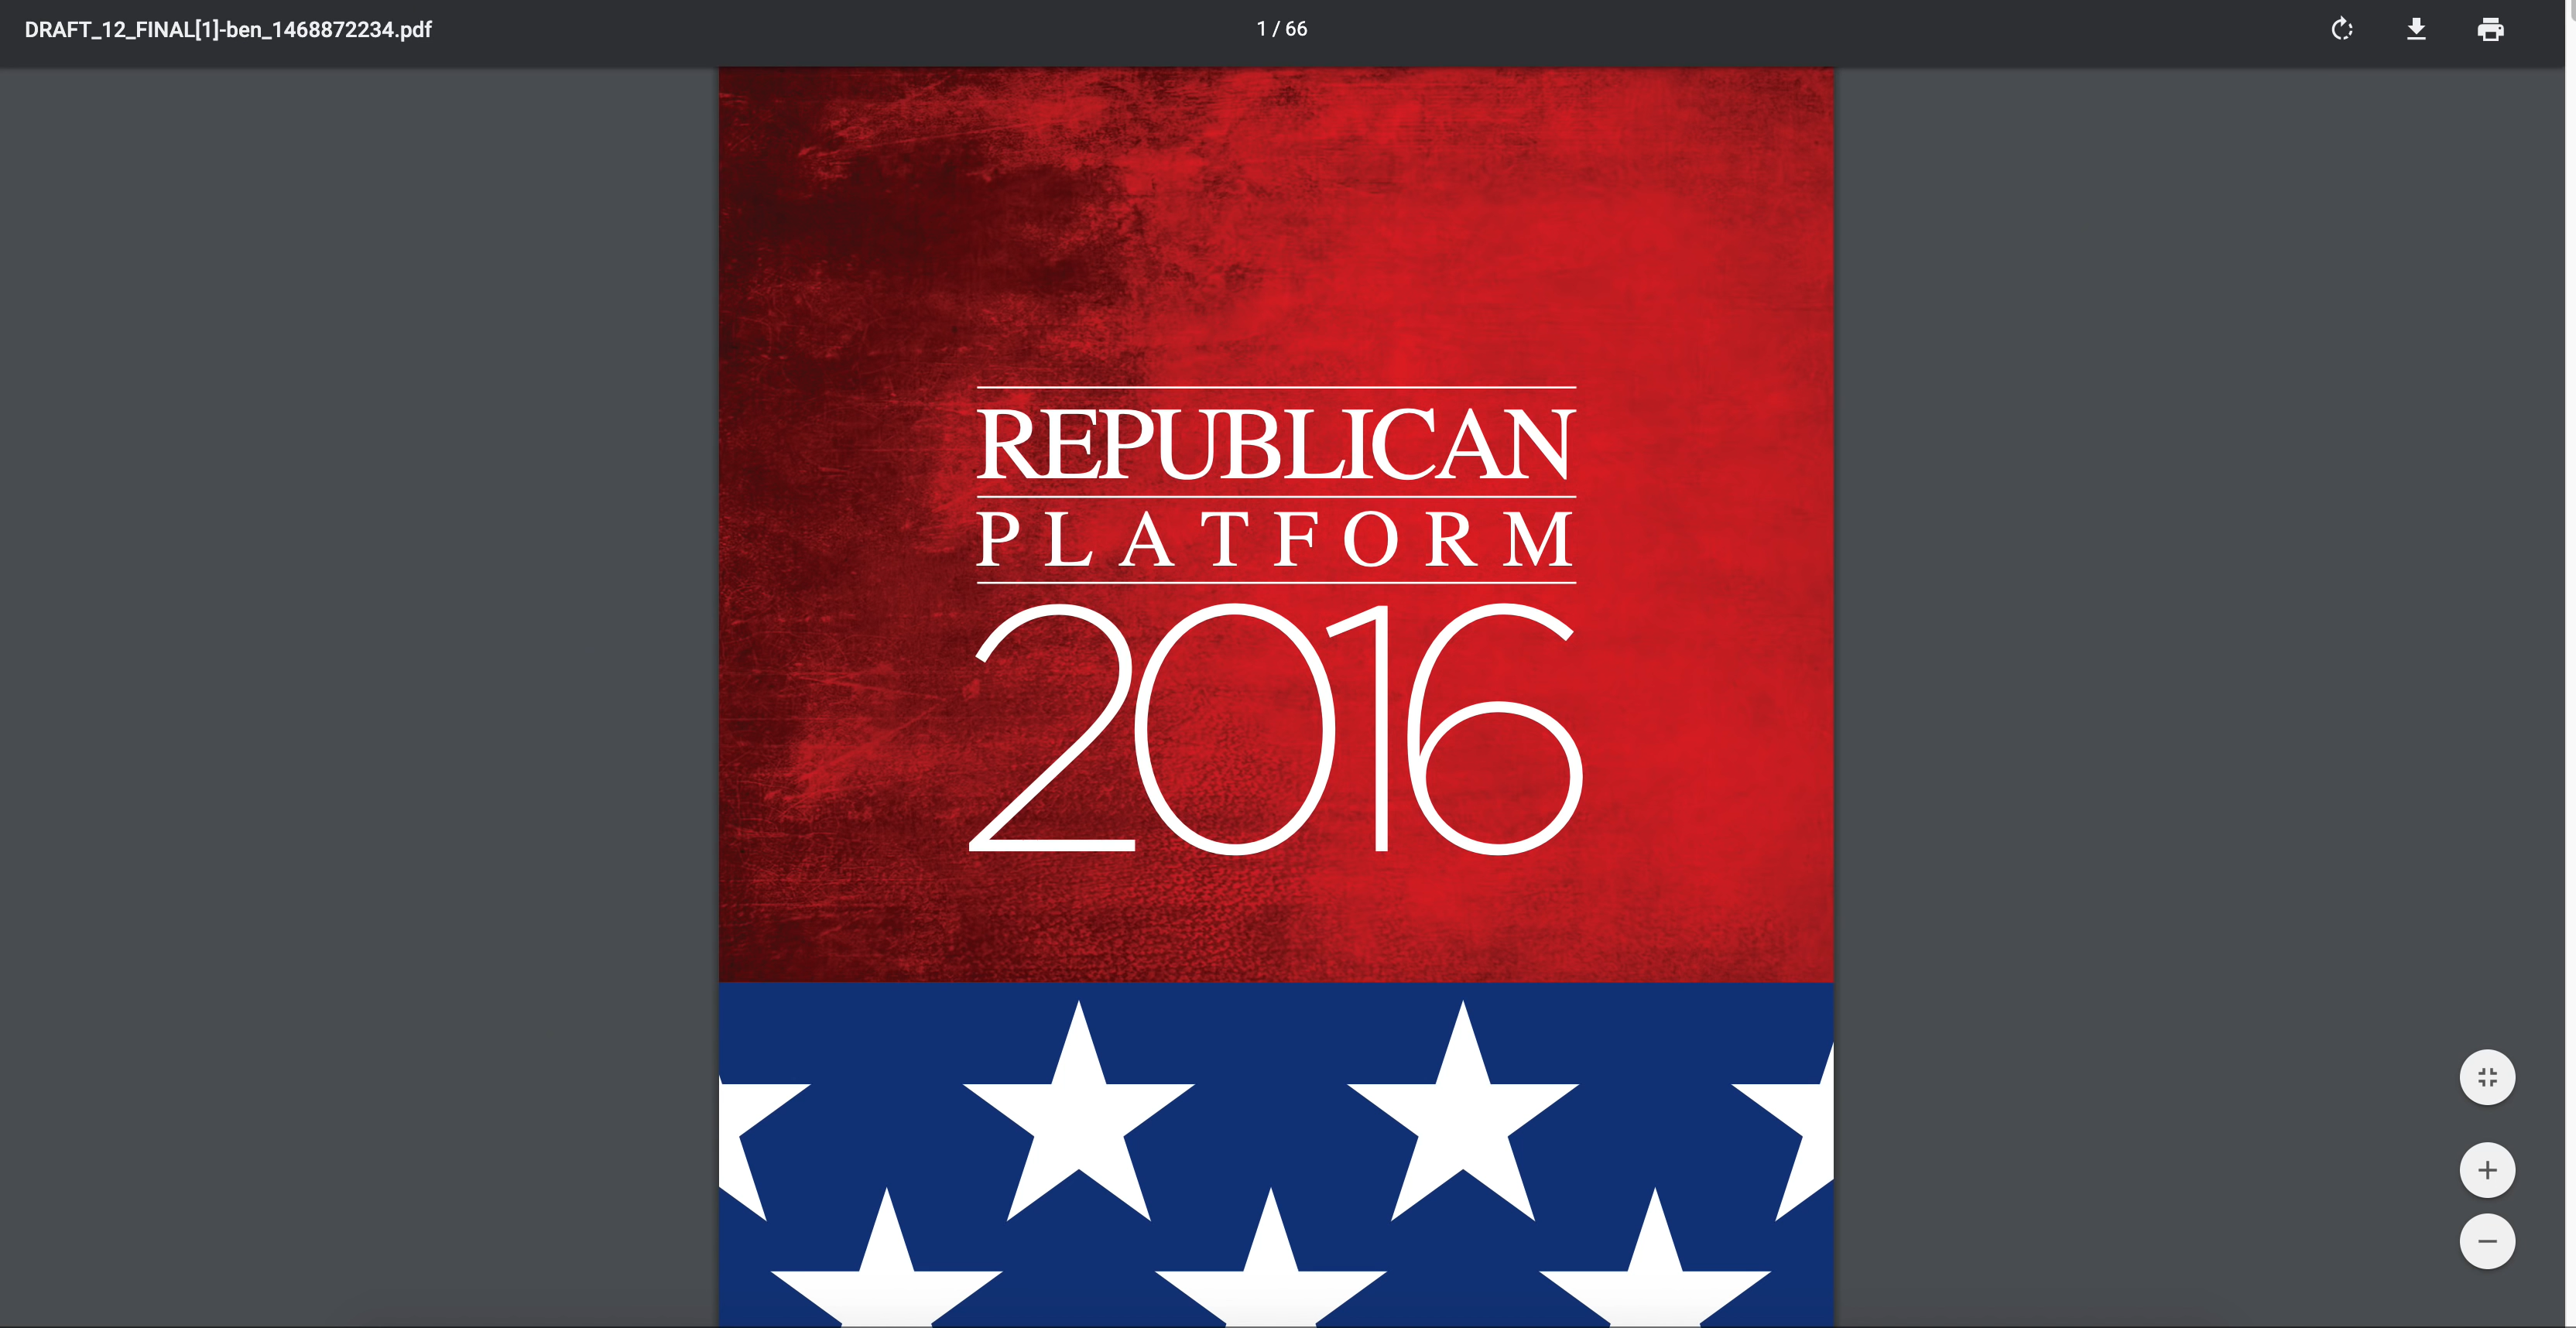 DRAFT_12_FINAL[1]-ben_1468872234.pdf
1 / 66
REPUBLICAN
PLATFORM
2016